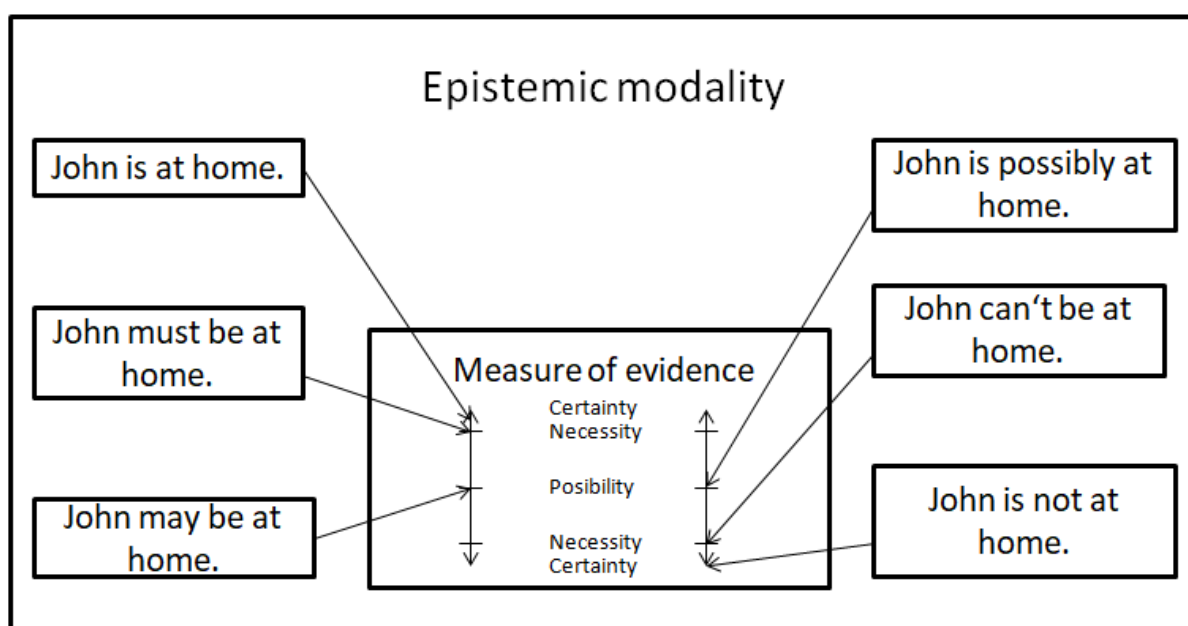 Epistemic modality
John is at home.
John is possibly at
home.
John must be at
home.
John can‘t be at
home.
Measure of evidence
Certainty
Necessity
Posibility
Necessity
Certainty
John may be at
home.
John is not at
home.